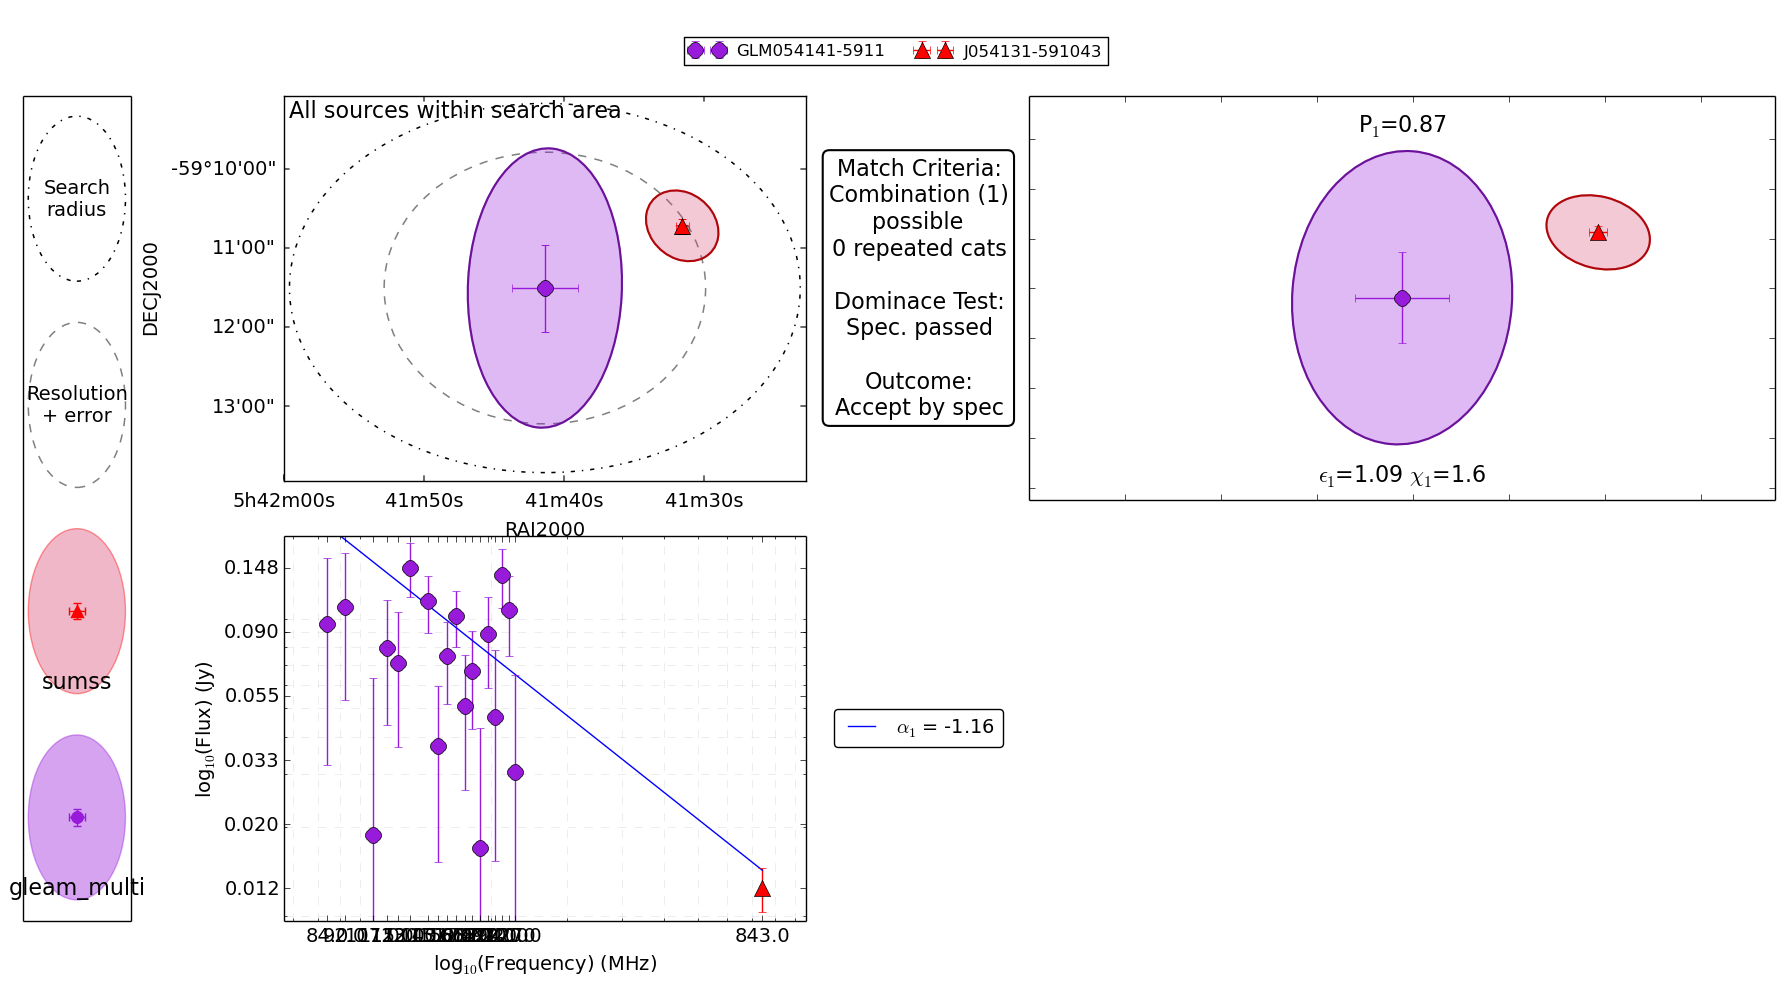 GLM054141-5911 J054131-591043
Search
radius
Resolution
+ error
sumss
gleam_multi
All sources within search area
DECJ2000
-59°10'00"
11'00"
12'00"
13'00"
5h42m00s 41m50s 41m40s 41m30s
RAJ2000
Match Criteria:
Combination (1)
possible
0 repeated cats
Dominace Test:
Spec. passed
Outcome:
Accept by spec
P₁=0.87
ϵ₁=1.09 χ₁=1.6
log₁₀(Flux) (Jy)
0.148
0.090
0.055
0.033
0.020
0.012
843.0
log₁₀(Frequency) (MHz)
α₁ = -1.16